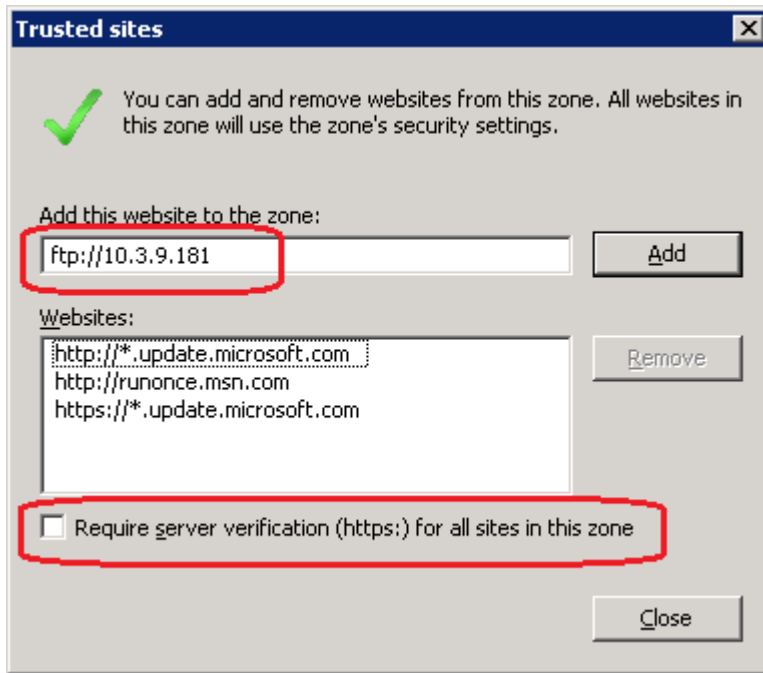 Trusted sites
You can add and remove websites from this zone. All websites in
this zone will use the zone's security settings.
Add this website to the zone:
ftp://10.3.9.181
Add
Websites:
http://*.update.microsoft.com
Remove
http://runonce.msn.com
https://*.update.microsoft.com
Require server verification (https:) for all sites in this zone
Close